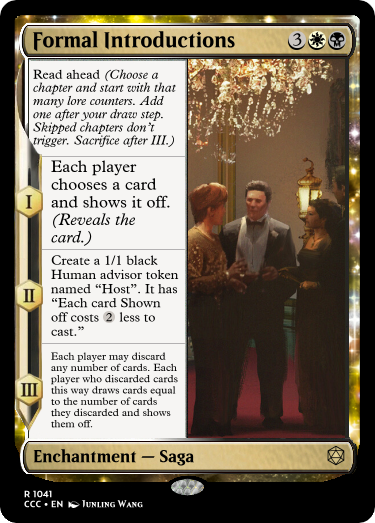 Formal Introductions 3
Read ahead (Choose a
chapter and start with that
many lore counters. Add
one after your draw step.
Skipped chapters don't
trigger. Sacrifice after III.)
I
Each player
chooses a card
and shows it off.
(Reveals the
card.)
II
Create a 1/1 black
Human advisor token
named “Host”. It has
“Each card Shown
off costs 2 less to
cast.”
III
Each player may discard
any number of cards. Each
player who discarded cards
this way draws cards equal
to the number of cards
they discarded and shows
them off.
Enchantment — Saga
R 1041
CCC • EN Junling Wang